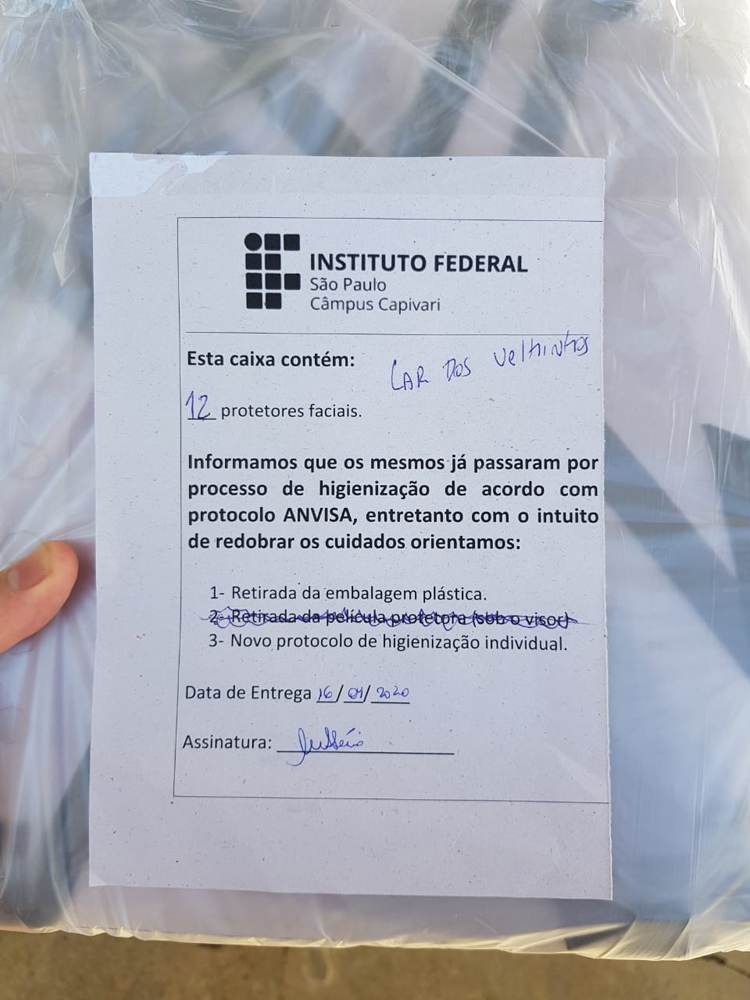 INSTITUTO FEDERAL
São Paulo
Câmpus Capivari
Esta caixa contém: LAR DOS VELHINHOS
12 protetores faciais.
Informamos que os mesmos já passaram por
processo de higienização de acordo com
protocolo ANVISA, entretanto com o intuito
de redobrar os cuidados orientamos:
1- Retirada da embalagem plástica.
2- Retirada da película protetora (sob o visor)
3- Novo protocolo de higienização individual.
Data de Entrega 16/04/2020
Assinatura: